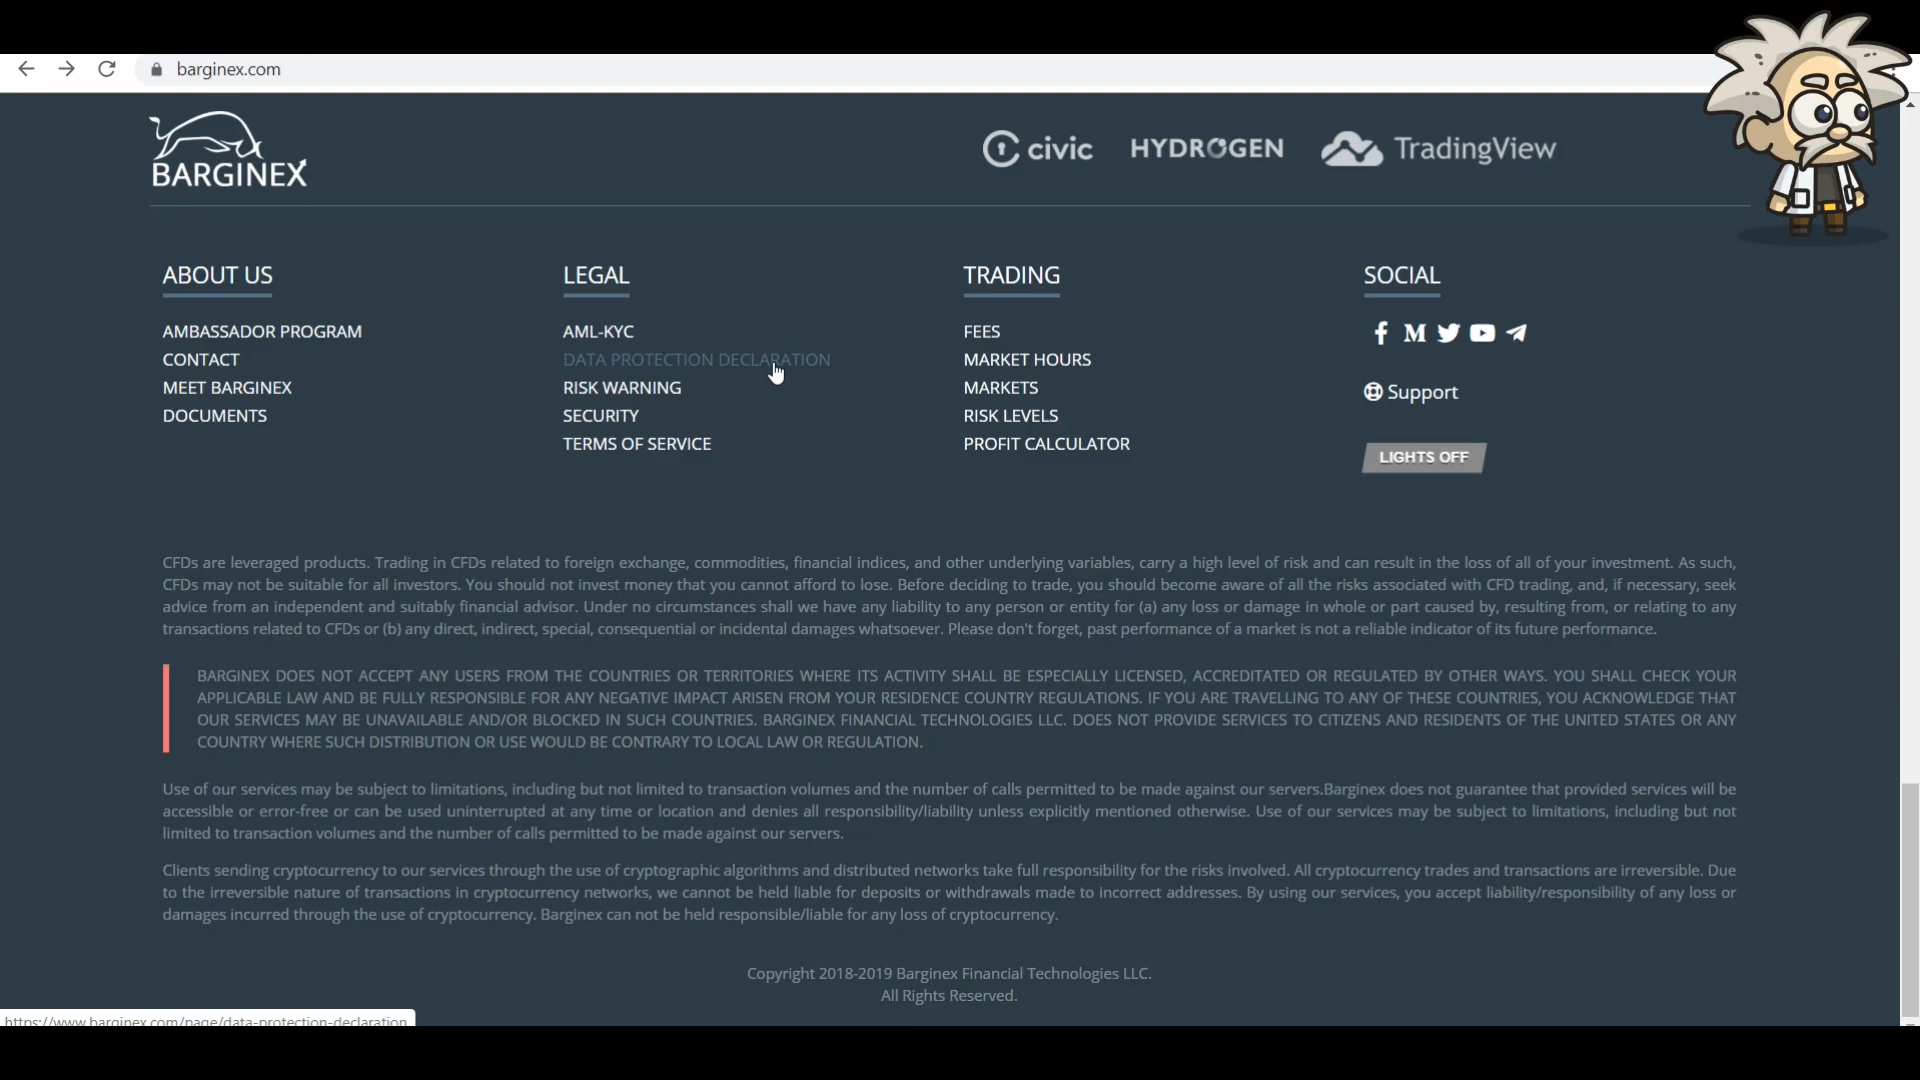 barginex.com
BARGINEX
civic
HYDROGEN
TradingView
ABOUT US
AMBASSADOR PROGRAM
CONTACT
MEET BARGINEX
DOCUMENTS
LEGAL
AML-KYC
DATA PROTECTION DECLARATION
RISK WARNING
SECURITY
TERMS OF SERVICE
TRADING
FEES
MARKET HOURS
MARKETS
RISK LEVELS
PROFIT CALCULATOR
SOCIAL
Support
LIGHTS OFF
CFDs are leveraged products. Trading in CFDs related to foreign exchange, commodities, financial indices, and other underlying variables, carry a high level of risk and can result in the loss of all of your investment. As such,
CFDs may not be suitable for all investors. You should not invest money that you cannot afford to lose. Before deciding to trade, you should become aware of all the risks associated with CFD trading, and, if necessary, seek
advice from an independent and suitably financial advisor. Under no circumstances shall we have any liability to any person or entity for (a) any loss or damage in whole or part caused by, resulting from, or relating to any
transactions related to CFDs or (b) any direct, indirect, special, consequential or incidental damages whatsoever. Please don't forget, past performance of a market is not a reliable indicator of its future performance.
BARGINEX DOES NOT ACCEPT ANY USERS FROM THE COUNTRIES OR TERRITORIES WHERE ITS ACTIVITY SHALL BE ESPECIALLY LICENSED, ACCREDITATED OR REGULATED BY OTHER WAYS. YOU SHALL CHECK YOUR
APPLICABLE LAW AND BE FULLY RESPONSIBLE FOR ANY NEGATIVE IMPACT ARISEN FROM YOUR RESIDENCE COUNTRY REGULATIONS. IF YOU ARE TRAVELLING TO ANY OF THESE COUNTRIES, YOU ACKNOWLEDGE THAT
OUR SERVICES MAY BE UNAVAILABLE AND/OR BLOCKED IN SUCH COUNTRIES. BARGINEX FINANCIAL TECHNOLOGIES LLC. DOES NOT PROVIDE SERVICES TO CITIZENS AND RESIDENTS OF THE UNITED STATES OR ANY
COUNTRY WHERE SUCH DISTRIBUTION OR USE WOULD BE CONTRARY TO LOCAL LAW OR REGULATION.
Use of our services may be subject to limitations, including but not limited to transaction volumes and the number of calls permitted to be made against our servers.Barginex does not guarantee that provided services will be
accessible or error-free or can be used uninterrupted at any time or location and denies all responsibility/liability unless explicitly mentioned otherwise. Use of our services may be subject to limitations, including but not
limited to transaction volumes and the number of calls permitted to be made against our servers.
Clients sending cryptocurrency to our services through the use of cryptographic algorithms and distributed networks take full responsibility for the risks involved. All cryptocurrency trades and transactions are irreversible. Due
to the irreversible nature of transactions in cryptocurrency networks, we cannot be held liable for deposits or withdrawals made to incorrect addresses. By using our services, you accept liability/responsibility of any loss or
damages incurred through the use of cryptocurrency. Barginex can not be held responsible/liable for any loss of cryptocurrency.
Copyright 2018-2019 Barginex Financial Technologies LLC.
All Rights Reserved.
https://www.barginex.com/page/data-protection-declaration